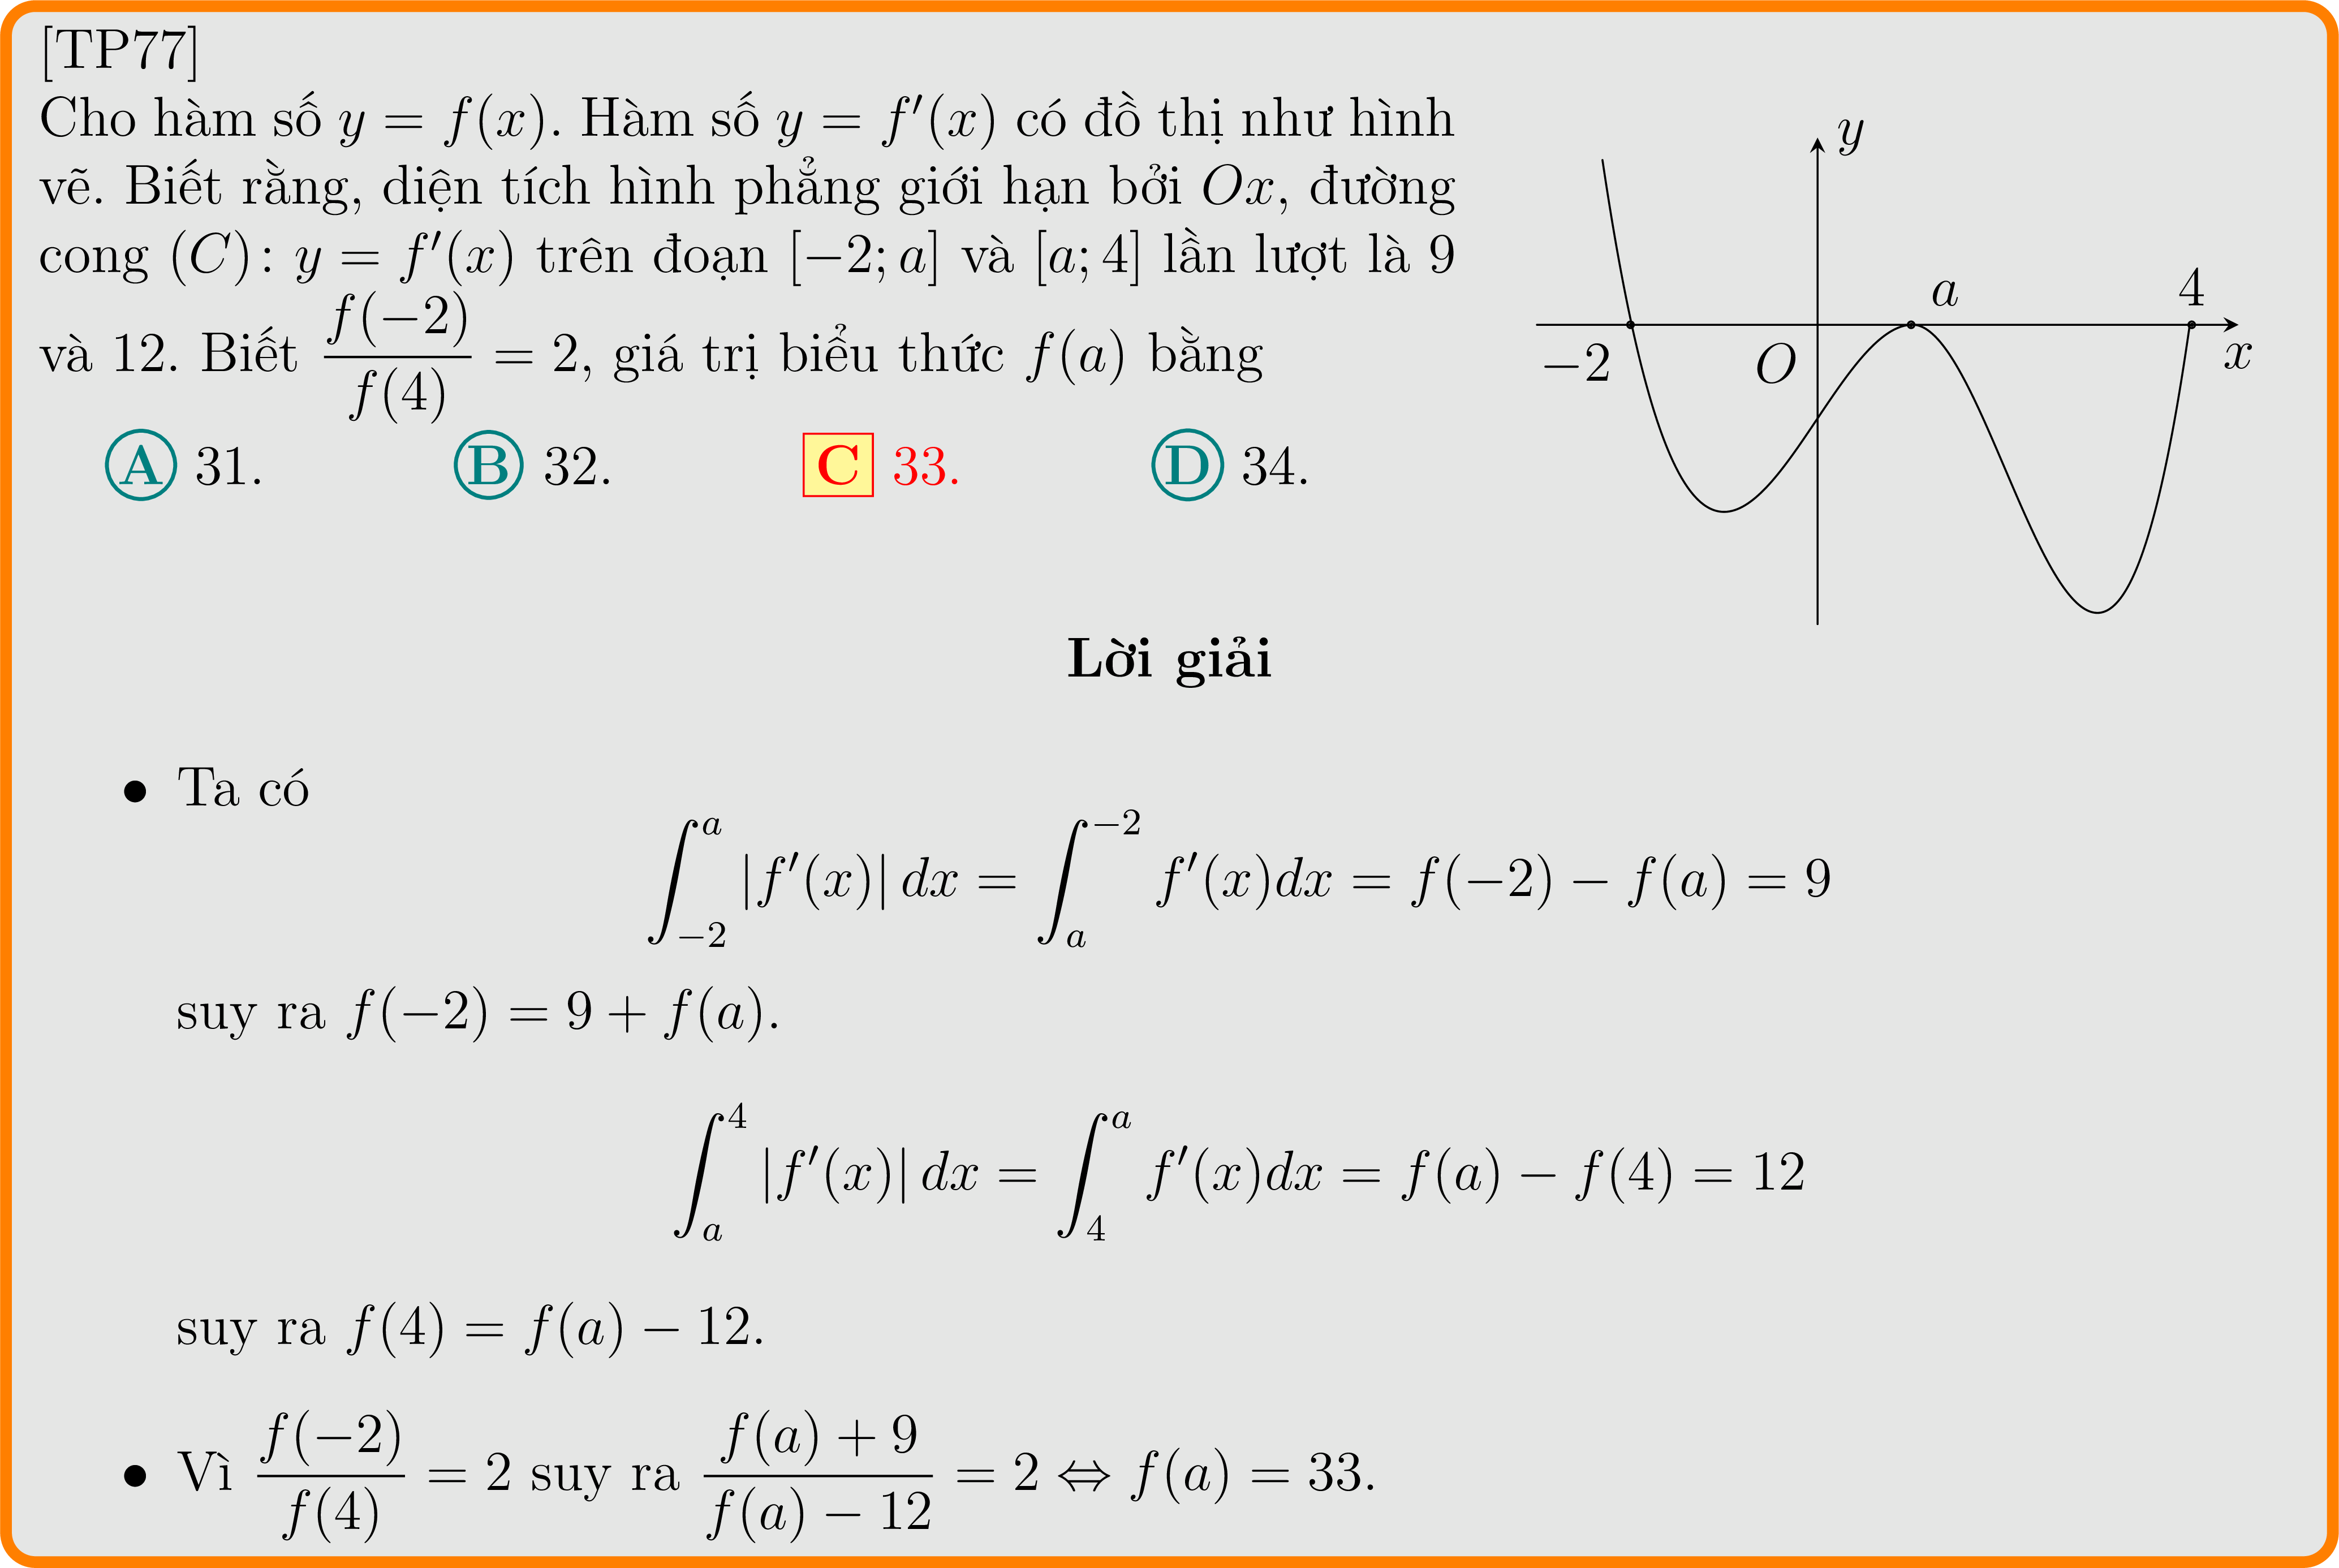 [TP77]
Cho hàm số y = f(x). Hàm số y = f′(x) có đồ thị như hình
vẽ. Biết rằng, diện tích hình phẳng giới hạn bởi Ox, đường
cong (C): y = f′(x) trên đoạn [−2; a] và [a; 4] lần lượt là 9
và 12. Biết \frac{f(−2)}{f(4)} = 2, giá trị biểu thức f(a) bằng
A 31. B 32. C 33. D 34.
y
a
4
−2
O
x
Lời giải
• Ta có
\int_{−2}^{a} |f′(x)| dx = \int_{a}^{−2} f′(x)dx = f(−2) − f(a) = 9
suy ra f(−2) = 9 + f(a).
\int_{a}^{4} |f′(x)| dx = \int_{4}^{a} f′(x)dx = f(a) − f(4) = 12
suy ra f(4) = f(a) − 12.
• Vì \frac{f(−2)}{f(4)} = 2 suy ra \frac{f(a) + 9}{f(a) − 12} = 2 ⇔ f(a) = 33.